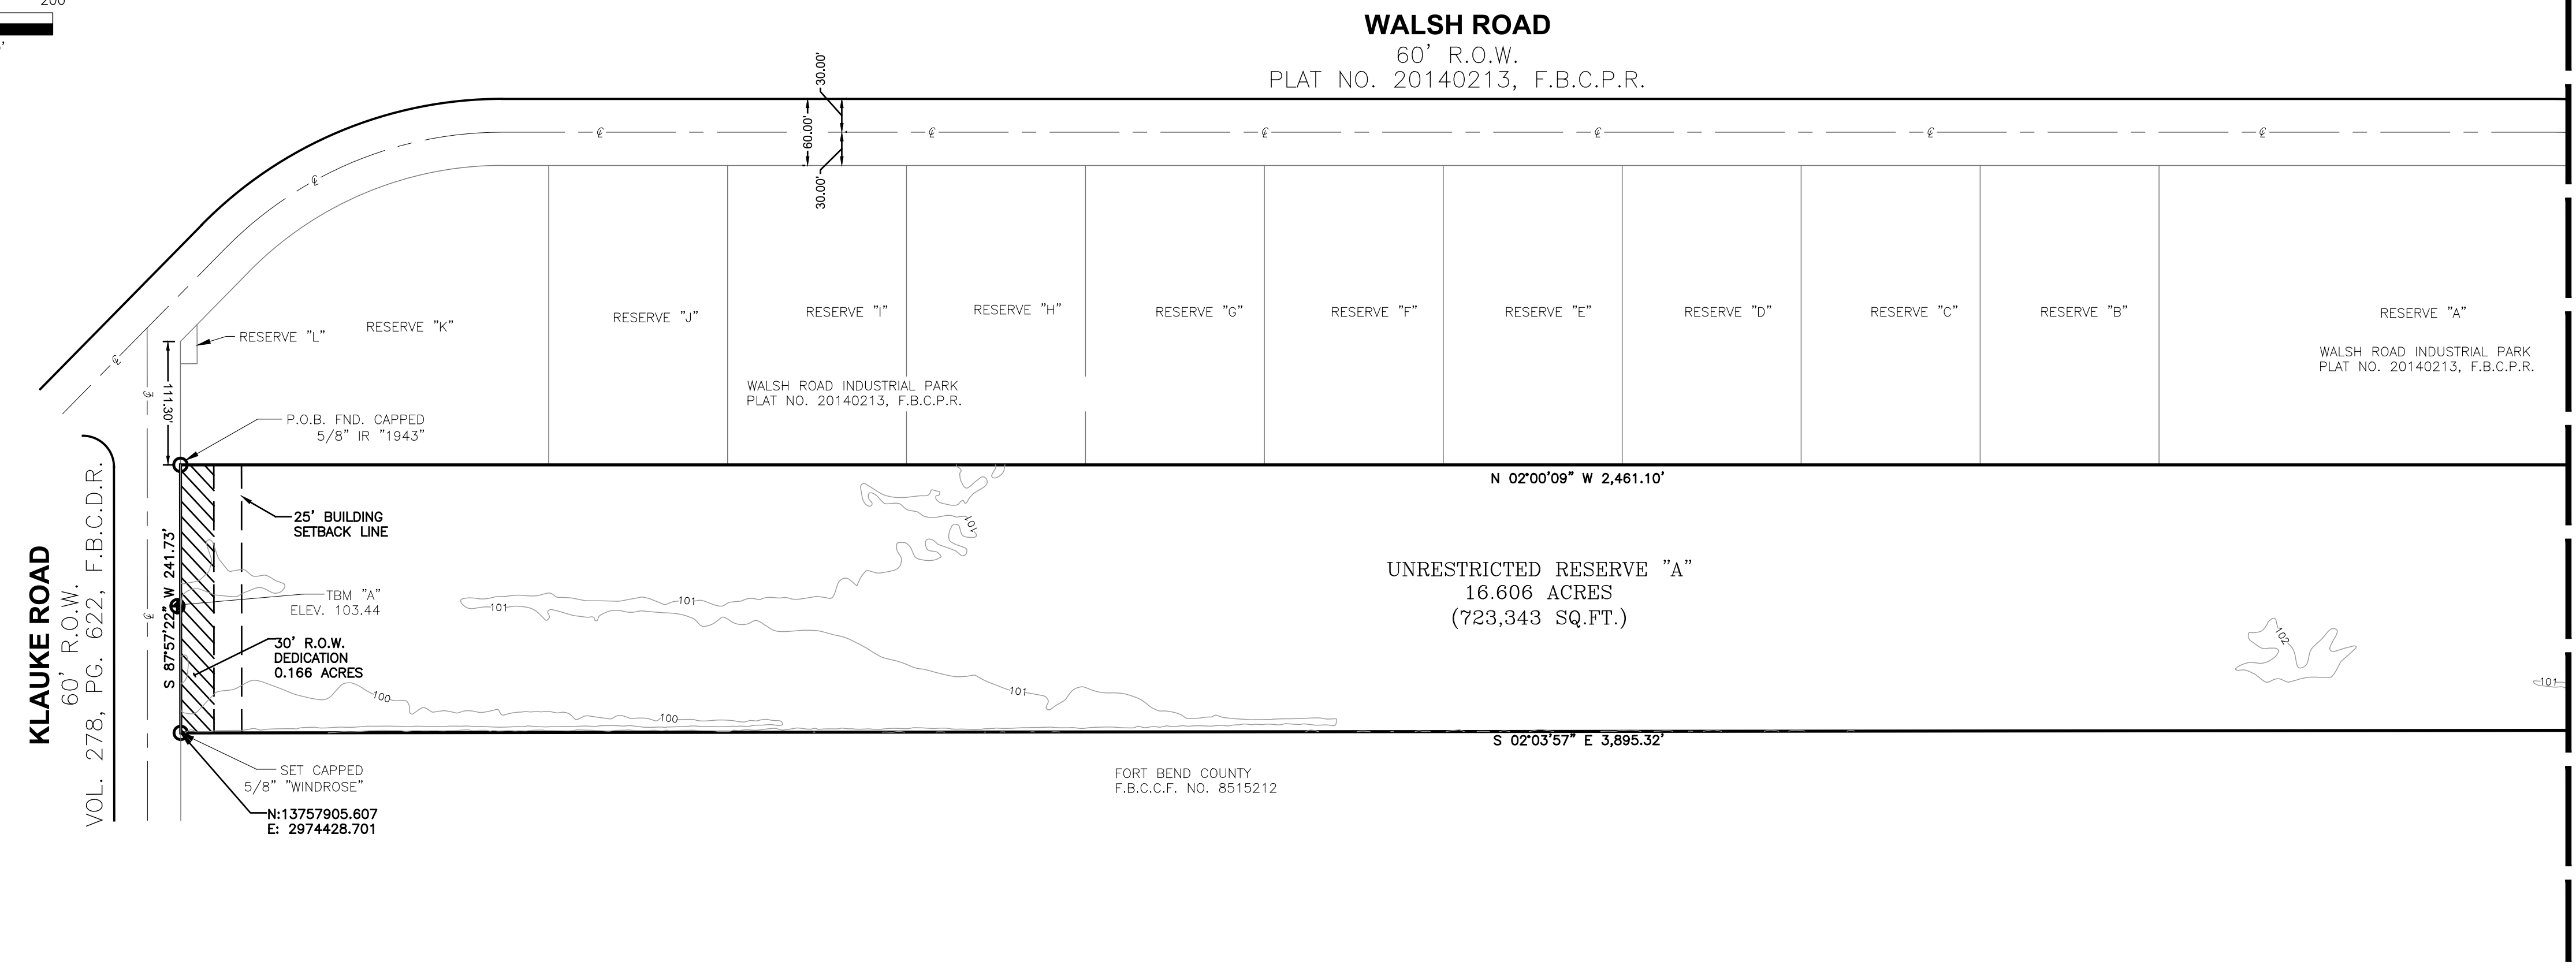 200
'
WALSH ROAD
60' R.O.W.
PLAT NO. 20140213, F.B.C.P.R.
30.00'
60.00'
30.00'
℄
℄
℄
℄
℄
℄
℄
℄
℄
℄
RESERVE "L"
RESERVE "K"
RESERVE "J"
RESERVE "I"
RESERVE "H"
RESERVE "G"
RESERVE "F"
RESERVE "E"
RESERVE "D"
RESERVE "C"
RESERVE "B"
RESERVE "A"
WALSH ROAD INDUSTRIAL PARK
PLAT NO. 20140213, F.B.C.P.R.
WALSH ROAD INDUSTRIAL PARK
PLAT NO. 20140213, F.B.C.P.R.
111.30'
P.O.B. FND. CAPPED
5/8" IR "1943"
N 02°00'09" W 2,461.10'
KLAUKE ROAD
60' R.O.W.
VOL. 278, PG. 622, F.B.C.D.R.
S 87°57'22" W 241.73'
25' BUILDING
SETBACK LINE
TBM "A"
ELEV. 103.44
30' R.O.W.
DEDICATION
0.166 ACRES
101
101
101
101
100
100
102
101
UNRESTRICTED RESERVE "A"
16.606 ACRES
(723,343 SQ.FT.)
S 02°03'57" E 3,895.32'
SET CAPPED
5/8" "WINDROSE"
N:13757905.607
E: 2974428.701
FORT BEND COUNTY
F.B.C.C.F. NO. 8515212